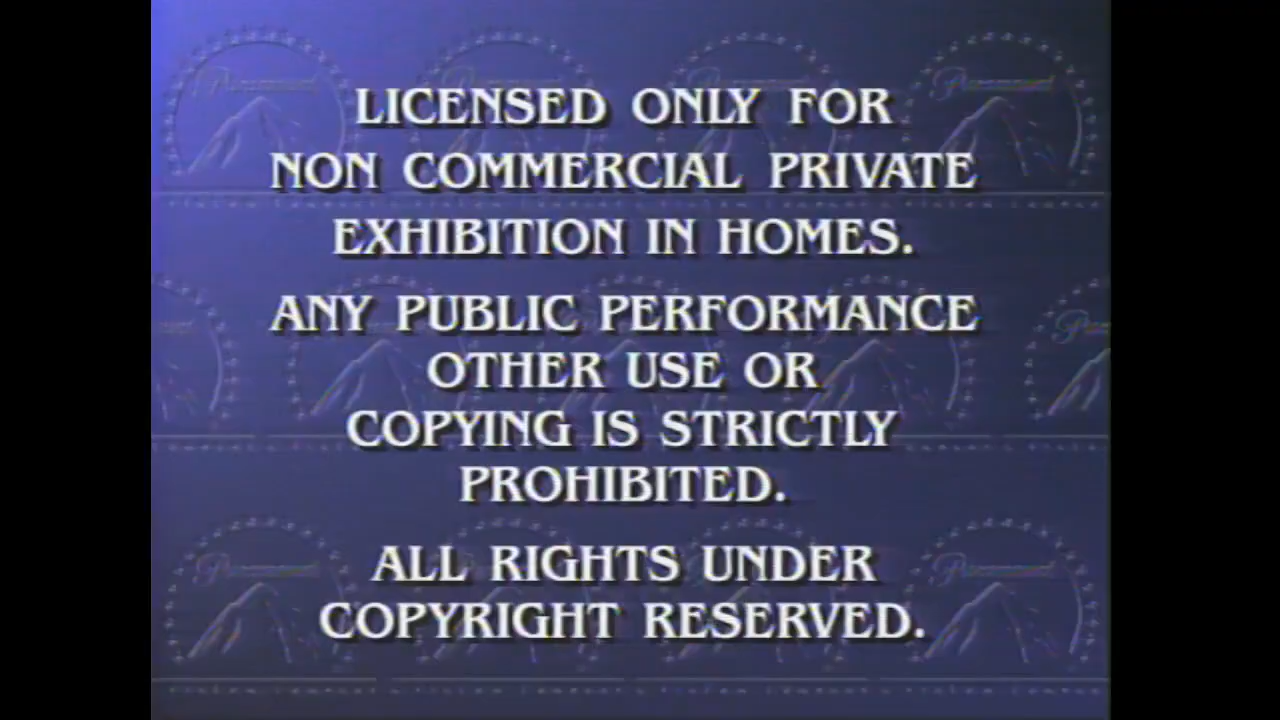 LICENSED ONLY FOR
NON COMMERCIAL PRIVATE
EXHIBITION IN HOMES.
ANY PUBLIC PERFORMANCE
OTHER USE OR
COPYING IS STRICTLY
PROHIBITED.
ALL RIGHTS UNDER
COPYRIGHT RESERVED.